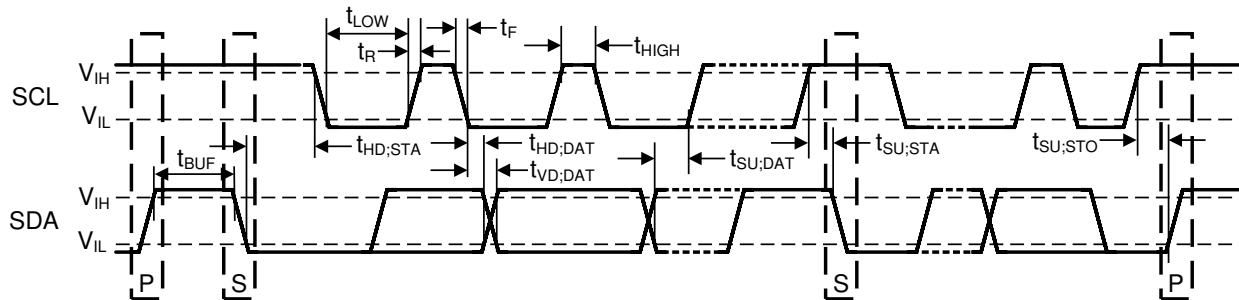 tLOW
tR
tF
tHIGH
VIH
SCL
VIL
tHD;STA
tHD;DAT
tVD;DAT
tSU;DAT
tSU;STA
tSU;STO
tBUF
VIH
SDA
VIL
P
S
S
P